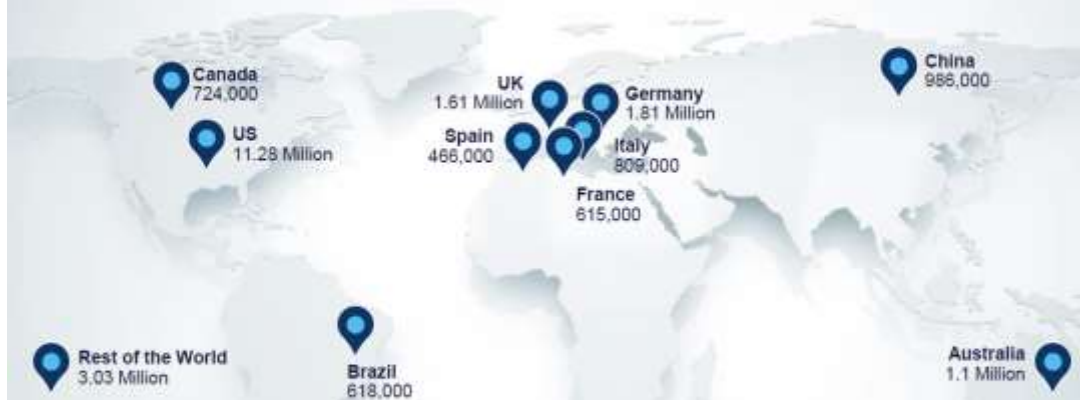 Canada
724,000
US
11.28 Million
UK
1.61 Million
Germany
1.81 Million
Spain
466,000
Italy
809,000
France
615,000
China
986,000
Rest of the World
3.03 Million
Brazil
618,000
Australia
1.1 Million